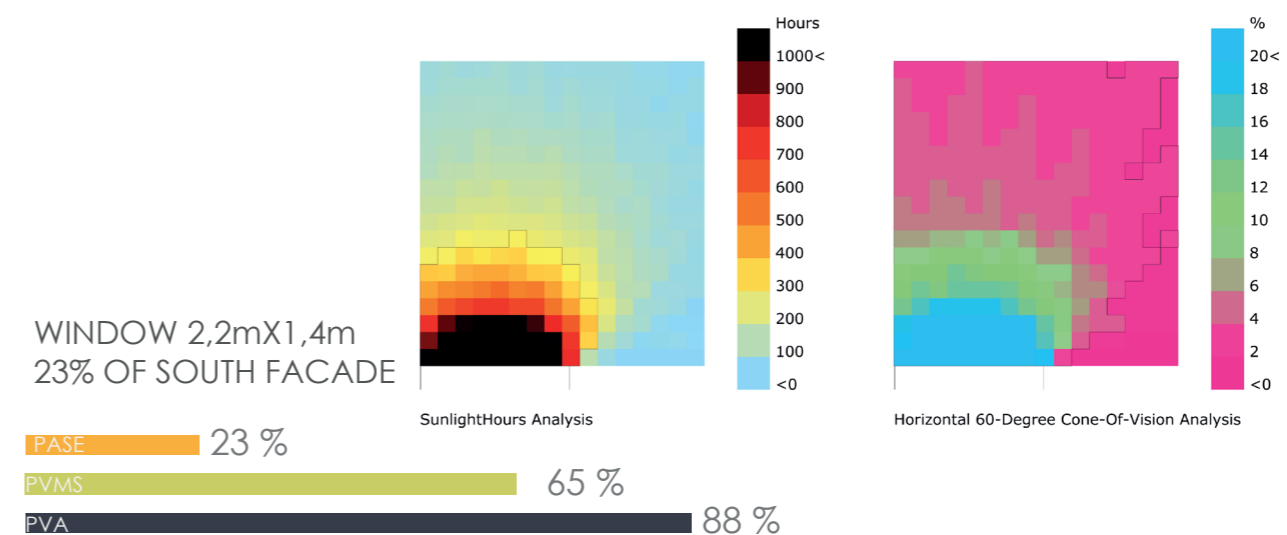 Hours
1000<
900
800
700
600
500
400
300
200
100
<0
SunlightHours Analysis
%
20<
18
16
14
12
10
8
6
4
2
<0
Horizontal 60-Degree Cone-Of-Vision Analysis
WINDOW 2,2mX1,4m
23% OF SOUTH FACADE
PASE 23 %
PVMS 65 %
PVA 88 %